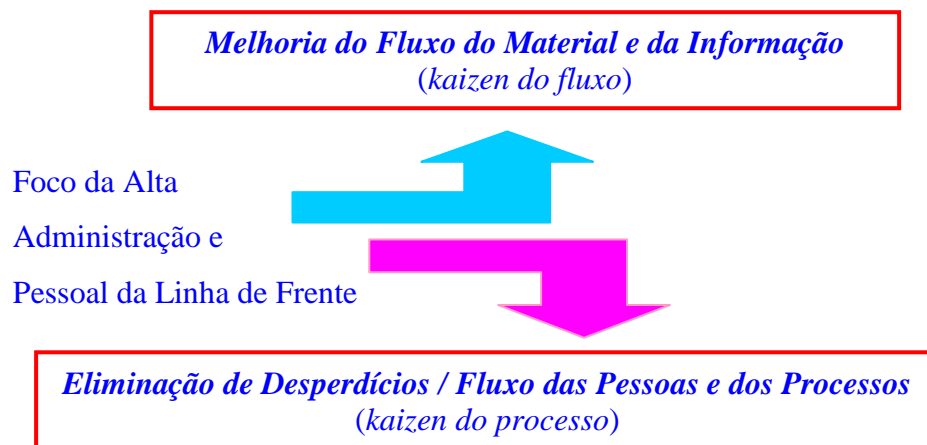 Melhoria do Fluxo do Material e da Informação
(kaizen do fluxo)
Foco da Alta
Administração e
Pessoal da Linha de Frente
Eliminação de Desperdícios / Fluxo das Pessoas e dos Processos
(kaizen do processo)